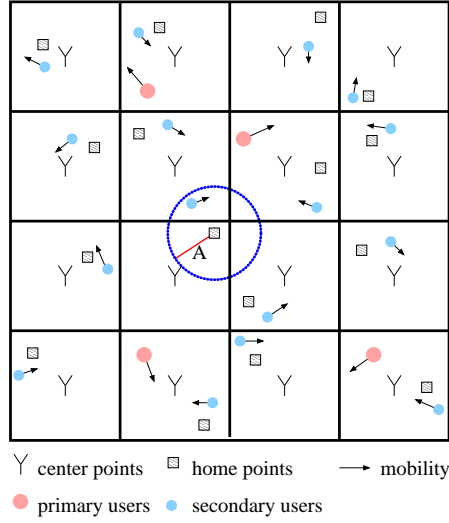 A
center points home points mobility
primary users secondary users